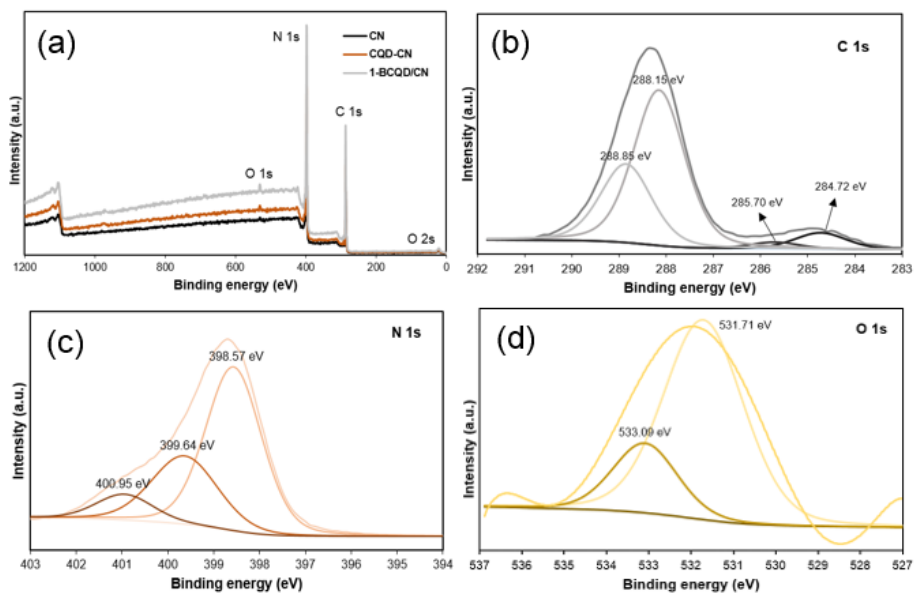 (a)
N 1s
CN
CQD-CN
1-BCQD/CN
C 1s
O 1s
O 2s
Intensity (a.u.)
1200 1000 800 600 400 200 0
Binding energy (eV)
(b)
C 1s
288.15 eV
288.85 eV
285.70 eV
284.72 eV
Intensity (a.u.)
292 291 290 289 288 287 286 285 284 283
Binding energy (eV)
(c)
N 1s
398.57 eV
399.64 eV
400.95 eV
Intensity (a.u.)
403 401 400 399 398 397 396 395 394
Binding energy (eV)
(d)
O 1s
531.71 eV
533.09 eV
Intensity (a.u.)
537 536 535 534 533 532 531 530 529 528 527
Binding energy (eV)